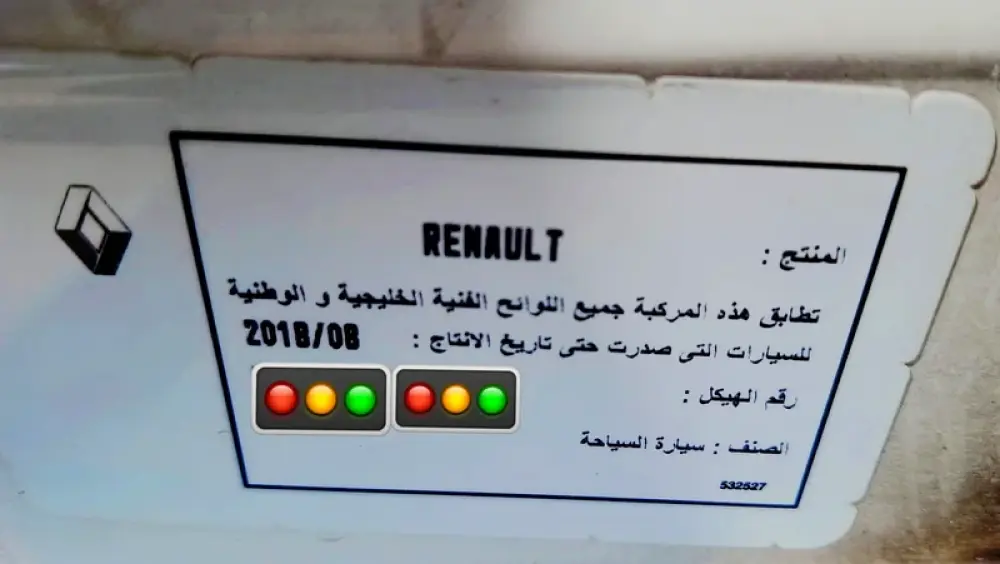 المنتج : RENAULT
تطابق هذه المركبة جميع اللوائح الفنية الخليجية و الوطنية
للسيارات التى صدرت حتى تاريخ الانتاج : 2018/08
رقم الهيكل :
الصنف : سيارة السياحة
532527